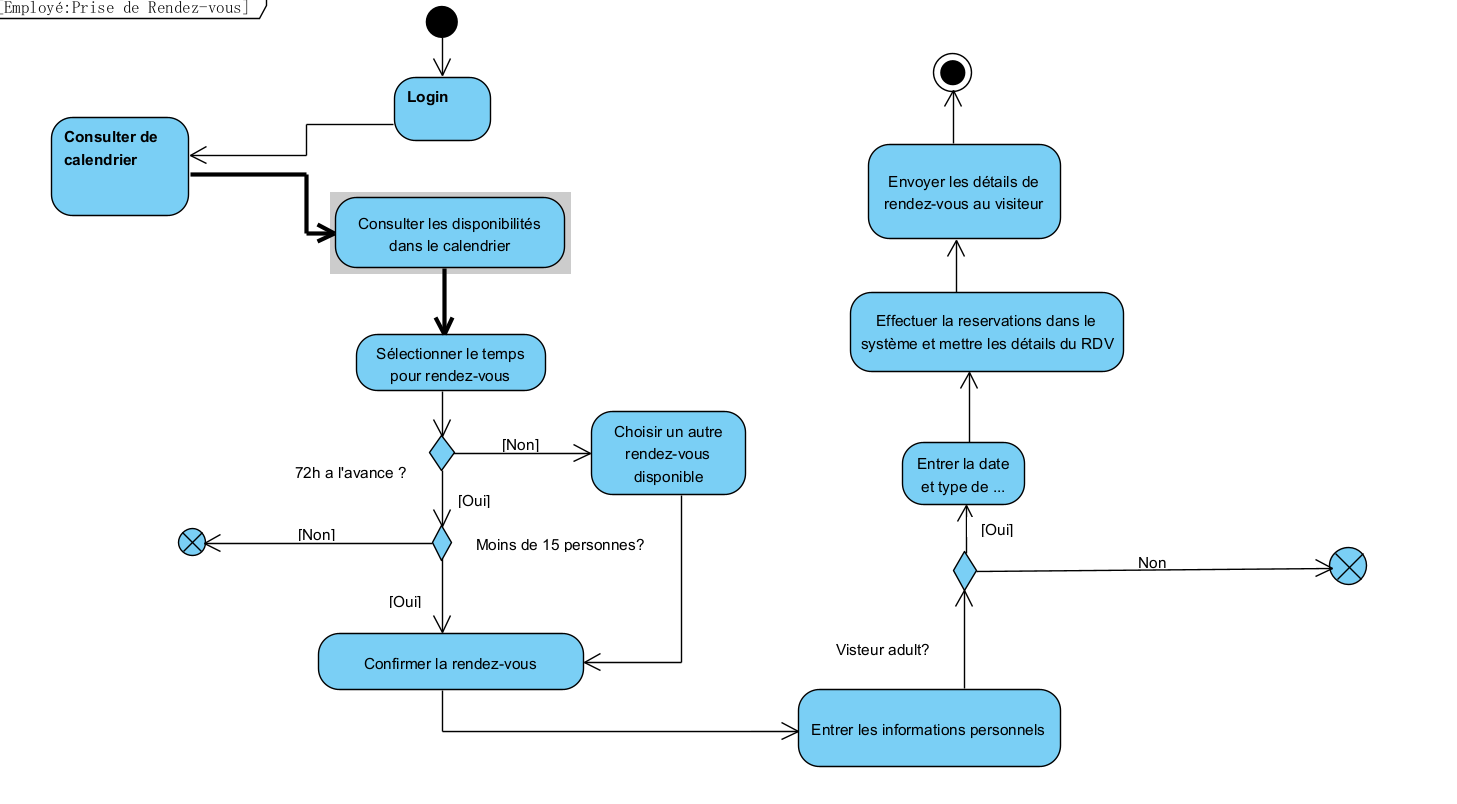 [Employé:Prise de Rendez-vous]
Login
Consulter de
calendrier
Consulter les disponibilités
dans le calendrier
Sélectionner le temps
pour rendez-vous
[Non]
Choisir un autre
rendez-vous
disponible
72h a l'avance ?
[Oui]
[Non]
Moins de 15 personnes?
[Oui]
Confirmer la rendez-vous
Entrer les informations personnels
Visteur adult?
Non
[Oui]
Entrer la date
et type de ...
Effectuer la reservations dans le
système et mettre les détails du RDV
Envoyer les détails de
rendez-vous au visiteur